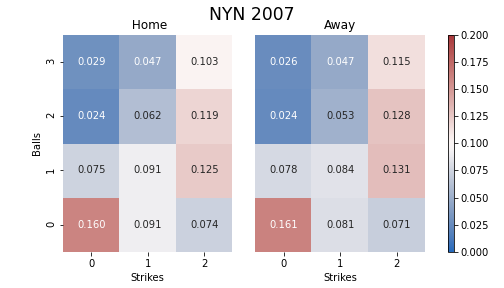 NYN 2007
Home Away
3 0.029 0.047 0.103 0.026 0.047 0.115
2 0.024 0.062 0.119 0.024 0.053 0.128
1 0.075 0.091 0.125 0.078 0.084 0.131
0 0.160 0.091 0.074 0.161 0.081 0.071
Balls
0 1 2 0 1 2
Strikes Strikes
0.200
0.175
0.150
0.125
0.100
0.075
0.050
0.025
0.000